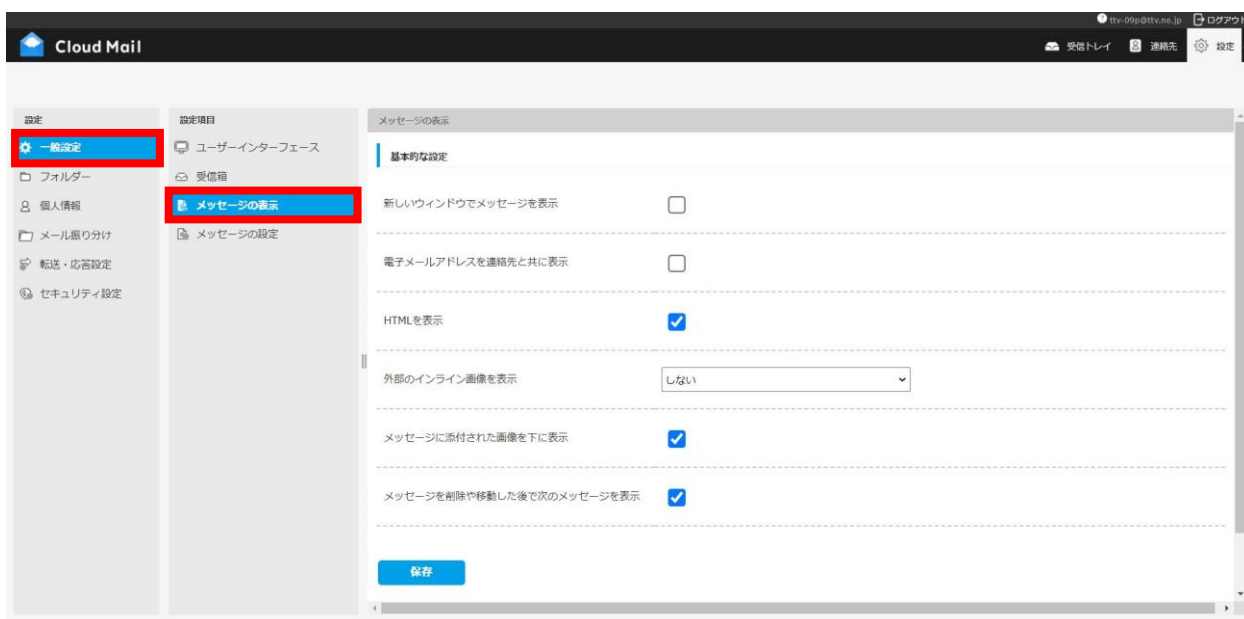 ttv-09p@ttv.ne.jp ログアウト
Cloud Mail
受信トレイ 連絡先 設定
設定
一般設定
フォルダー
個人情報
メール振り分け
転送・応答設定
セキュリティ設定
設定項目
ユーザーインターフェース
受信箱
メッセージの表示
メッセージの設定
メッセージの表示
基本的な設定
新しいウィンドウでメッセージを表示
電子メールアドレスを連絡先と共に表示
HTMLを表示
外部のインライン画像を表示 しない
メッセージに添付された画像を下に表示
メッセージを削除や移動した後で次のメッセージを表示
保存